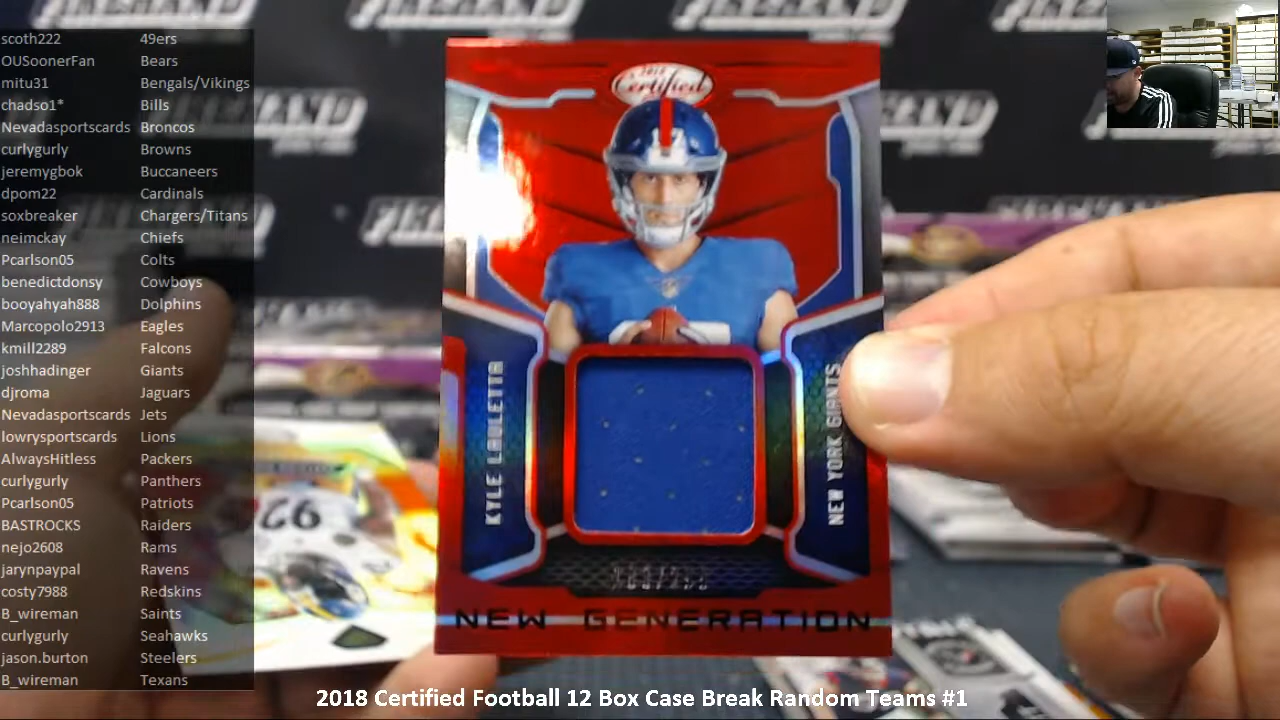 scoth222 49ers
OUSoonerFan Bears
mitu31 Bengals/Vikings
chadso1* Bills
Nevadasportscards Broncos
curlygurly Browns
jeremygbok Buccaneers
dpom22 Cardinals
soxbreaker Chargers/Titans
neimckay Chiefs
Pcarlson05 Colts
benedictdonsy Cowboys
booyahyah888 Dolphins
Marcopolo2913 Eagles
kmill2289 Falcons
joshhadinger Giants
djroma Jaguars
Nevadasportscards Jets
lowrysportscards Lions
AlwaysHitless Packers
curlygurly Panthers
Pcarlson05 Patriots
BASTROCKS Raiders
nejo2608 Rams
jarynpaypal Ravens
costy7988 Redskins
B_wireman Saints
curlygurly Seahawks
jason.burton Steelers
B_wireman Texans
Certified
KYLE LAULETTA
NEW YORK GIANTS
NEW GENERATION
2018 Certified Football 12 Box Case Break Random Teams #1